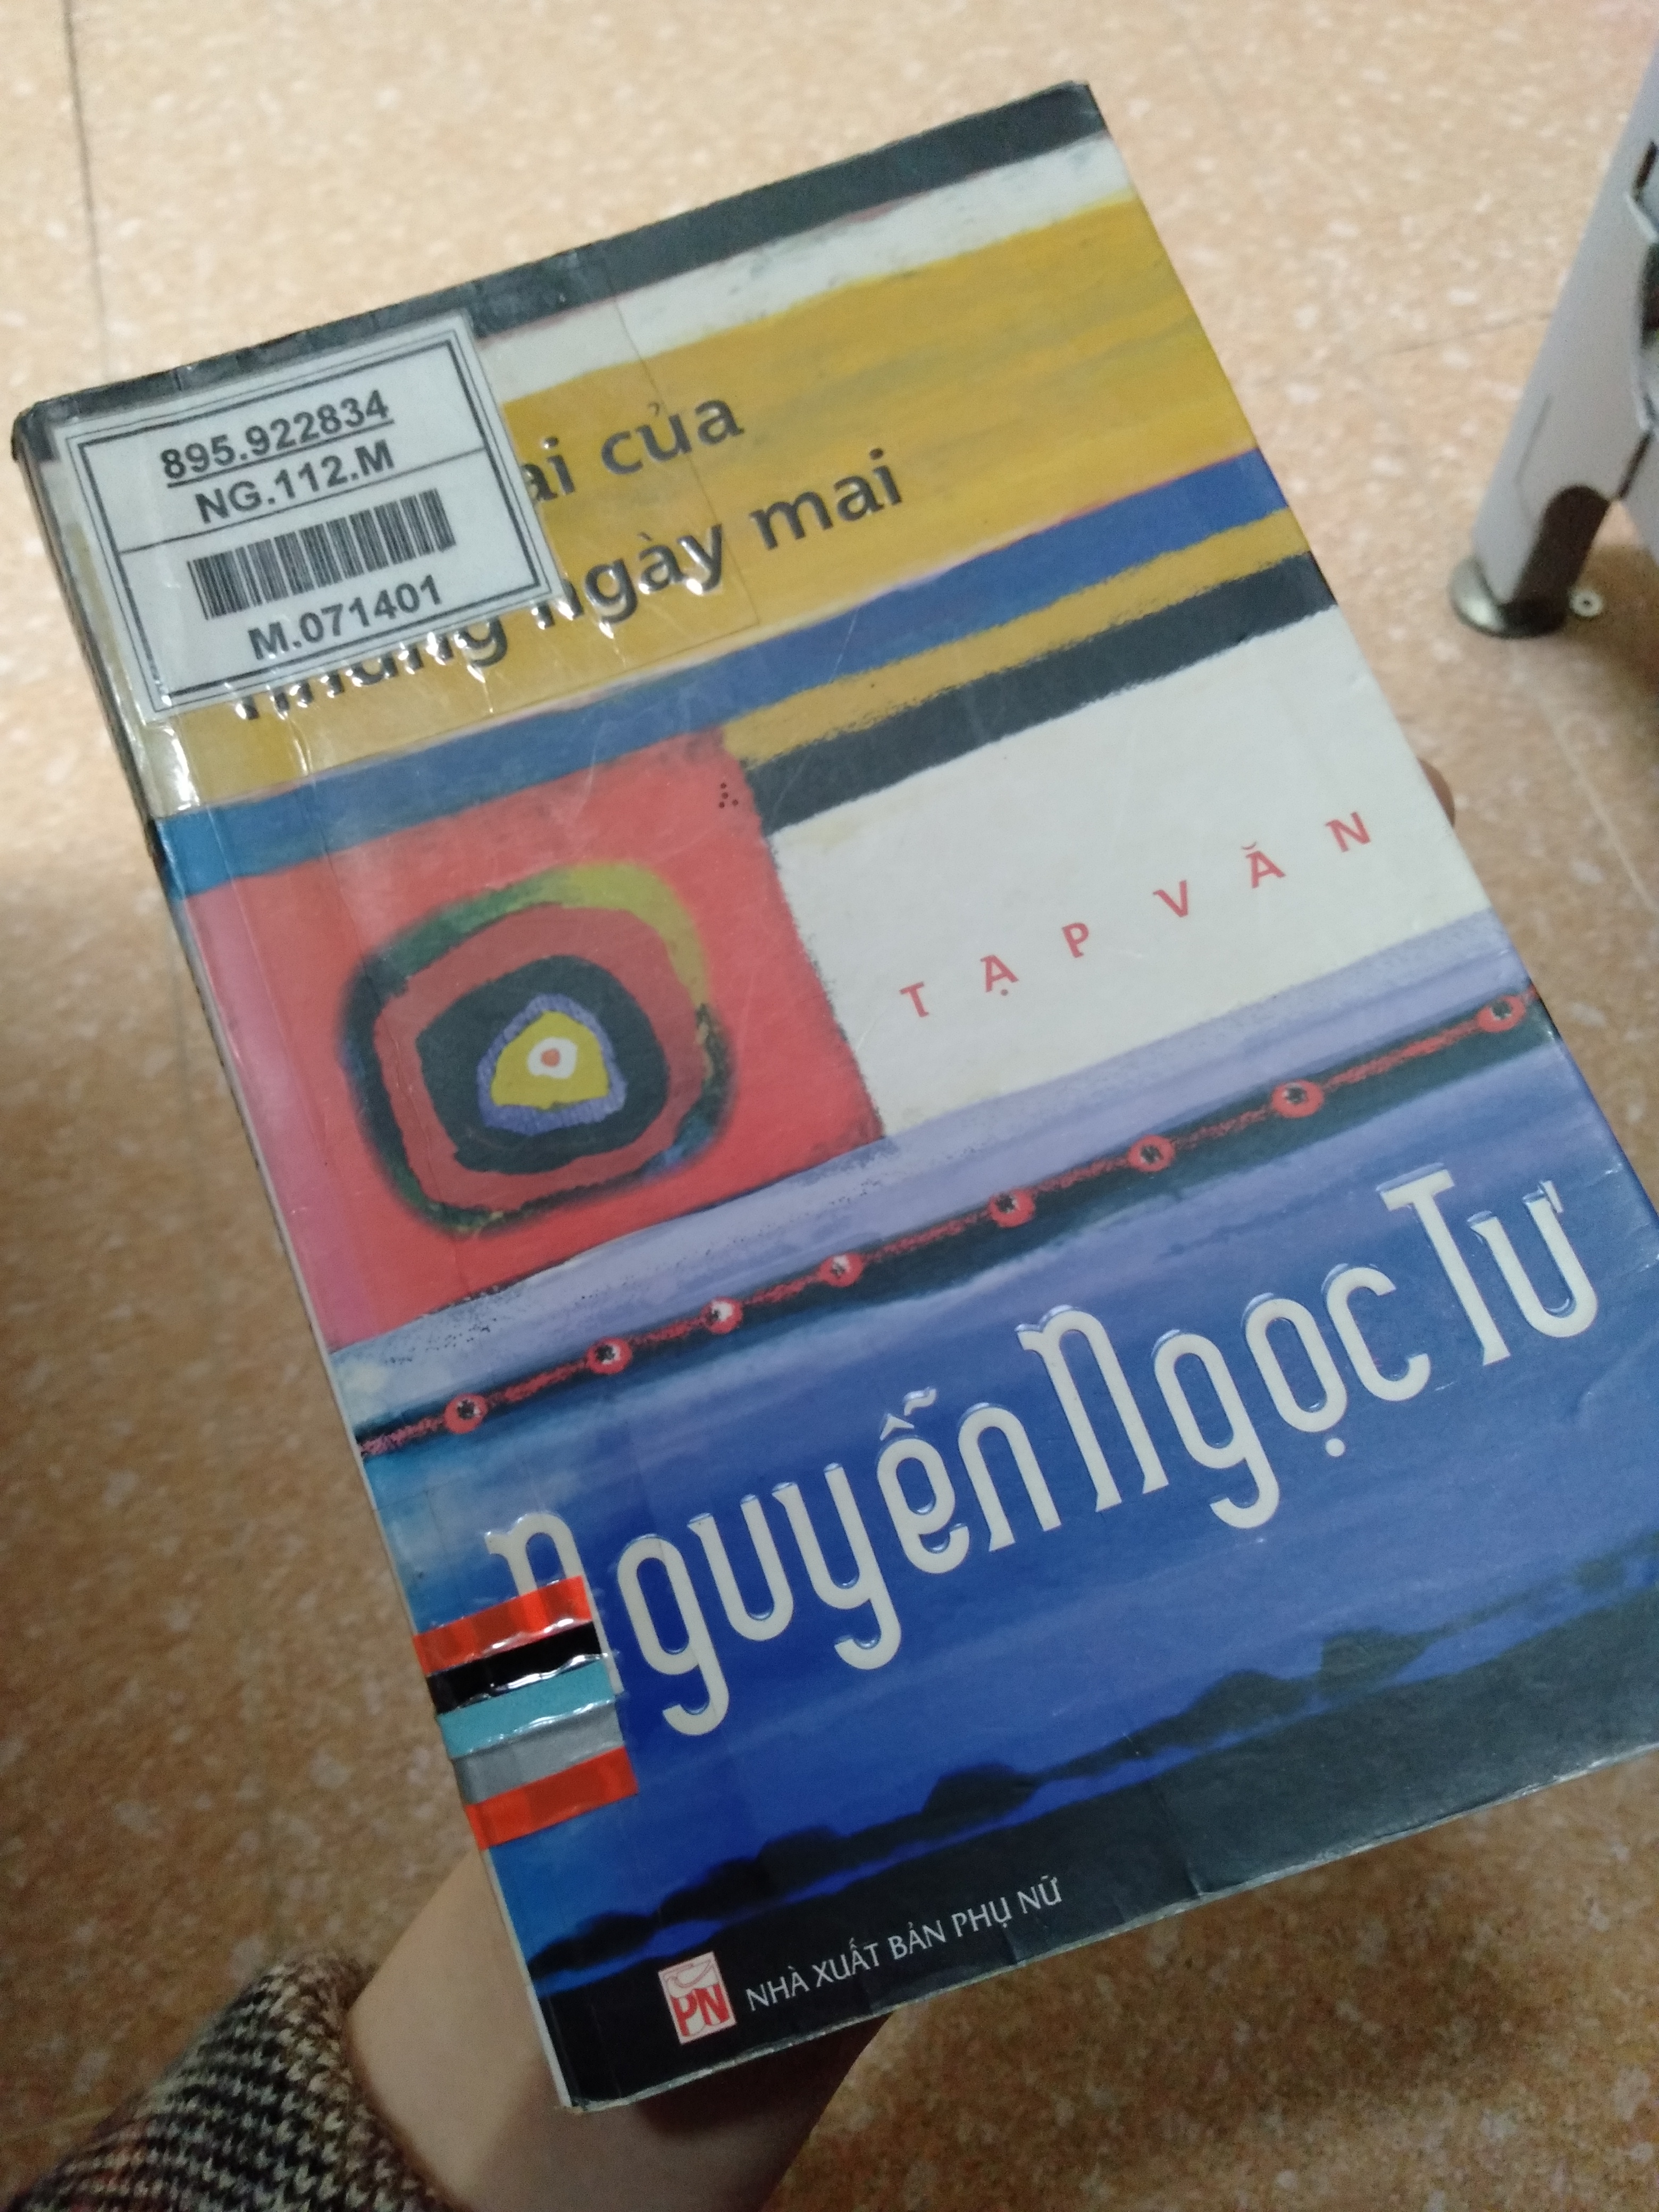 895.922834
NG.112.M
M.071401
ai của
những ngày mai
TẠP VĂN
Nguyễn Ngọc Tư
PN
NHÀ XUẤT BẢN PHỤ NỮ